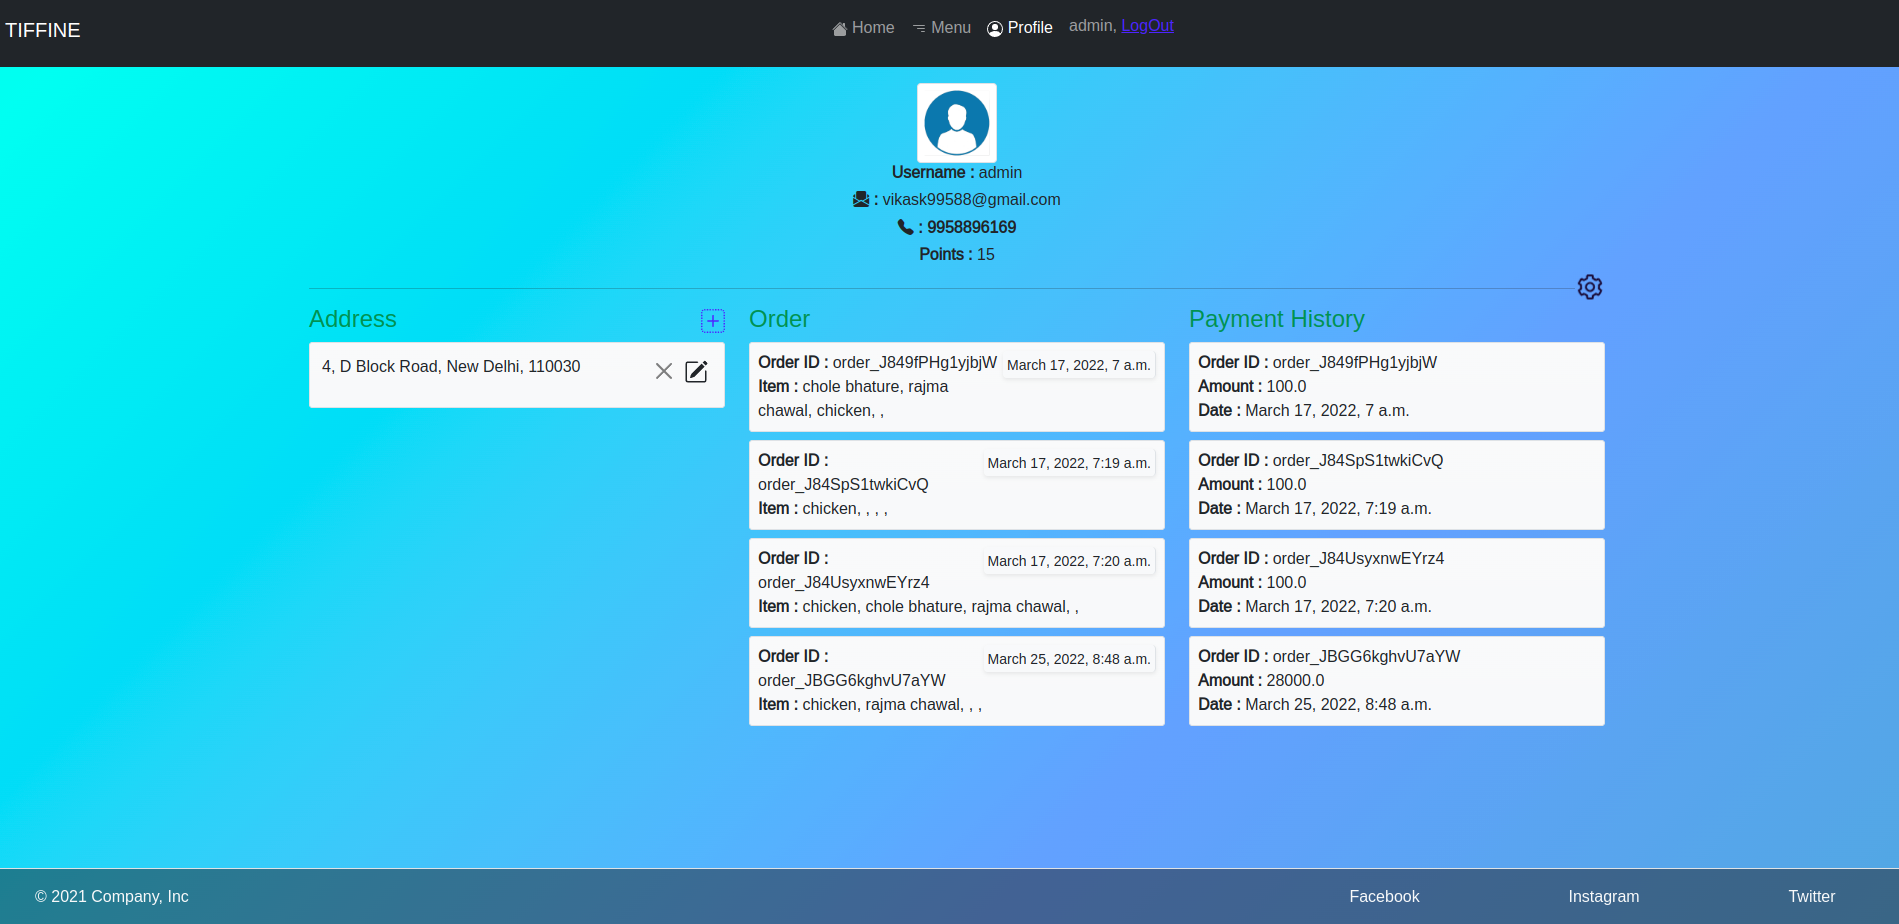 TIFFINE
Home
Menu
Profile
admin, LogOut
Username : admin
: vikask99588@gmail.com
: 9958896169
Points : 15
Address
4, D Block Road, New Delhi, 110030
Order
Order ID : order_J849fPHg1yjbjW
March 17, 2022, 7 a.m.
Item : chole bhature, rajma
chawal, chicken, ,
Order ID :
March 17, 2022, 7:19 a.m.
order_J84SpS1twkiCvQ
Item : chicken, , , ,
Order ID :
March 17, 2022, 7:20 a.m.
order_J84UsyxnwEYrz4
Item : chicken, chole bhature, rajma chawal, ,
Order ID :
March 25, 2022, 8:48 a.m.
order_JBGG6kghvU7aYW
Item : chicken, rajma chawal, , ,
Payment History
Order ID : order_J849fPHg1yjbjW
Amount : 100.0
Date : March 17, 2022, 7 a.m.
Order ID : order_J84SpS1twkiCvQ
Amount : 100.0
Date : March 17, 2022, 7:19 a.m.
Order ID : order_J84UsyxnwEYrz4
Amount : 100.0
Date : March 17, 2022, 7:20 a.m.
Order ID : order_JBGG6kghvU7aYW
Amount : 28000.0
Date : March 25, 2022, 8:48 a.m.
© 2021 Company, Inc
Facebook
Instagram
Twitter